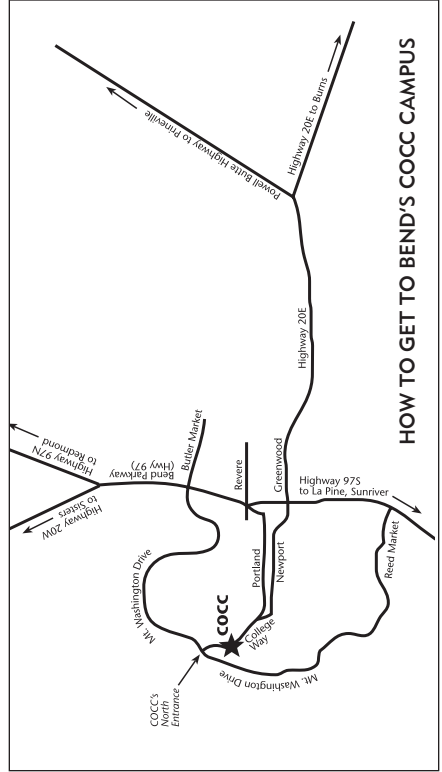 HOW TO GET TO BEND'S COCC CAMPUS
Powell Butte Highway to Prineville
Highway 20E to Burns
Highway 20E
Highway 97N
to Redmond
Highway 20W
to Sisters
Bend Parkway
(Hwy 97)
Butler Market
Revere
Greenwood
Highway 97S
to La Pine, Sunriver
Mt. Washington Drive
Portland
Newport
Reed Market
COCC
College
Way
Mt. Washington Drive
COCC's
North
Entrance